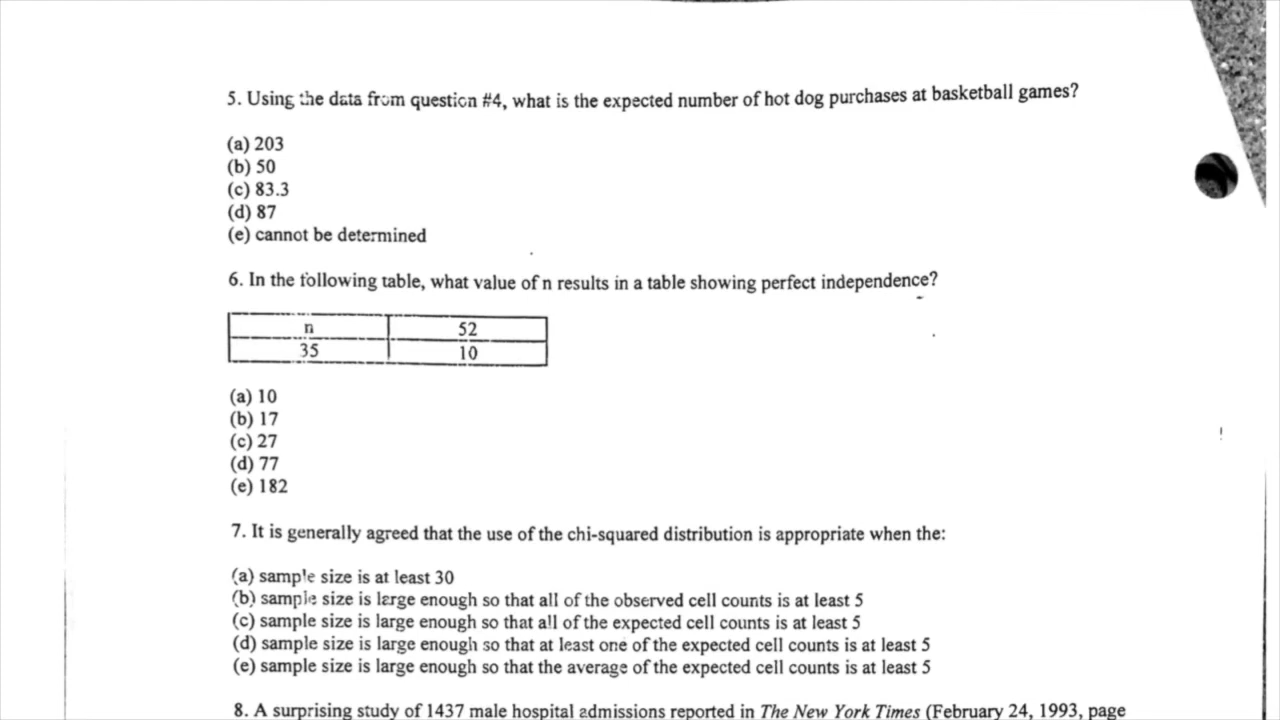 5. Using the data from question #4, what is the expected number of hot dog purchases at basketball games?
(a) 203
(b) 50
(c) 83.3
(d) 87
(e) cannot be determined
6. In the following table, what value of n results in a table showing perfect independence?
n 52
35 10
(a) 10
(b) 17
(c) 27
(d) 77
(e) 182
7. It is generally agreed that the use of the chi-squared distribution is appropriate when the:
(a) sample size is at least 30
(b) sample size is large enough so that all of the observed cell counts is at least 5
(c) sample size is large enough so that all of the expected cell counts is at least 5
(d) sample size is large enough so that at least one of the expected cell counts is at least 5
(e) sample size is large enough so that the average of the expected cell counts is at least 5
8. A surprising study of 1437 male hospital admissions reported in The New York Times (February 24, 1993, page